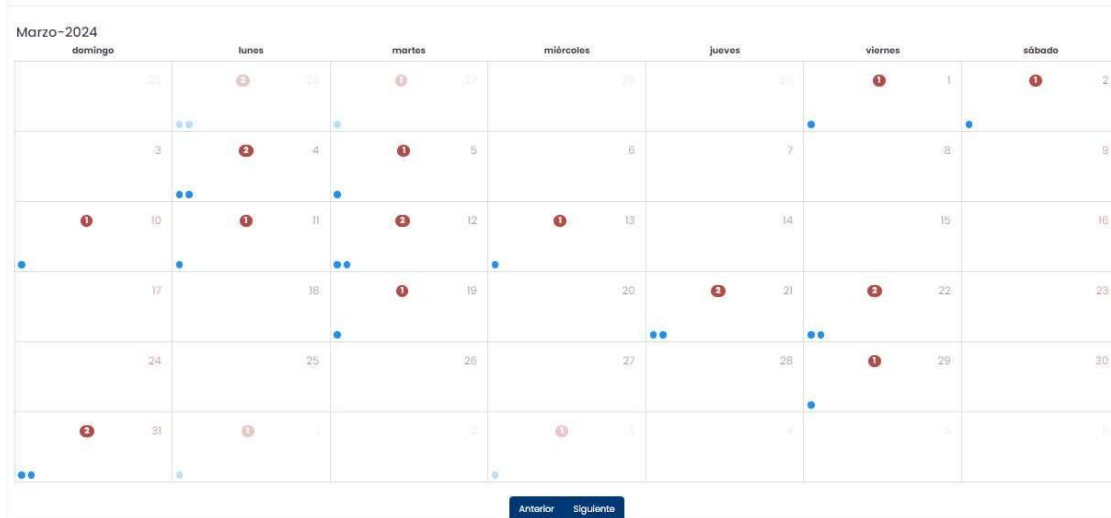 Marzo-2024
domingo lunes martes miércoles jueves viernes sábado
25 2 26 1 27 28 29 1 1 1 2
3 2 4 1 5 6 7 8 9
1 10 1 11 2 12 1 13 14 15 16
17 18 1 19 20 2 21 2 22 23
24 25 26 27 28 1 29 30
2 31 1 1 2 1 3 4 5 6
Anterior Siguiente